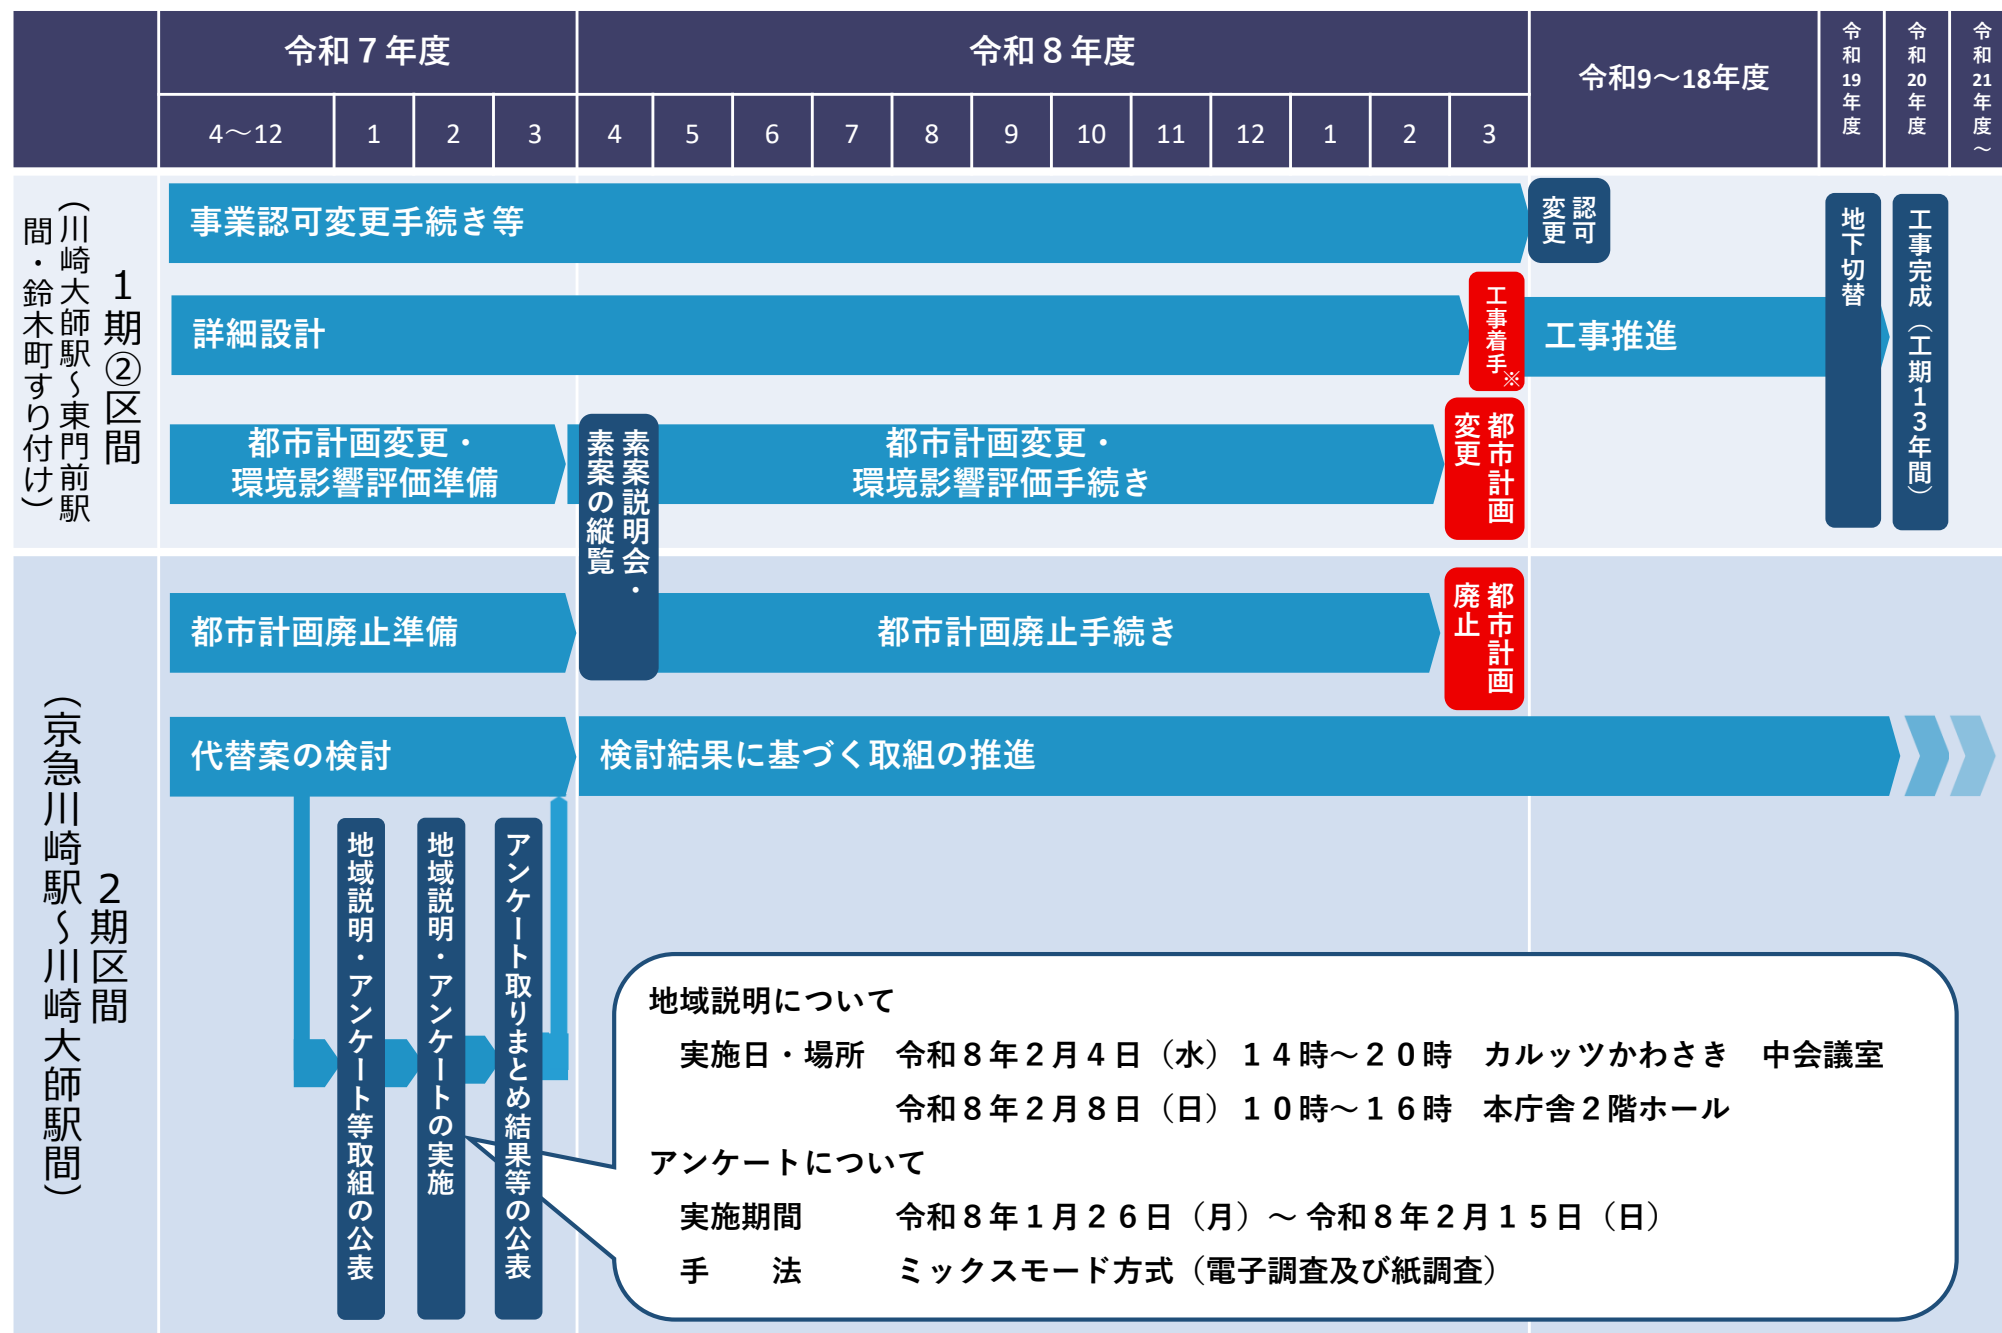 令和７年度
令和８年度
令和9～18年度
令和19年度
令和20年度
令和21年度～
4～12
1
2
3
4
5
6
7
8
9
10
11
12
1
2
3
１期②区間
（川崎大師駅～東門前駅
間・鈴木町すり付け）
事業認可変更手続き等
認可
変更
詳細設計
工事着手※
工事推進
地下切替
工事完成（工期１３年間）
都市計画変更・
環境影響評価準備
素案説明会・
素案の縦覧
都市計画変更・
環境影響評価手続き
都市計画
変更
２期区間
（京急川崎駅～川崎大師駅間）
都市計画廃止準備
都市計画廃止手続き
都市計画
廃止
代替案の検討
検討結果に基づく取組の推進
地域説明・アンケート等取組の公表
地域説明・アンケートの実施
アンケート取りまとめ結果等の公表
地域説明について
実施日・場所　令和８年２月４日（水）１４時～２０時　カルッツかわさき　中会議室
令和８年２月８日（日）１０時～１６時　本庁舎２階ホール
アンケートについて
実施期間　　　令和８年１月２６日（月）～ 令和８年２月１５日（日）
手　　法　　　ミックスモード方式（電子調査及び紙調査）